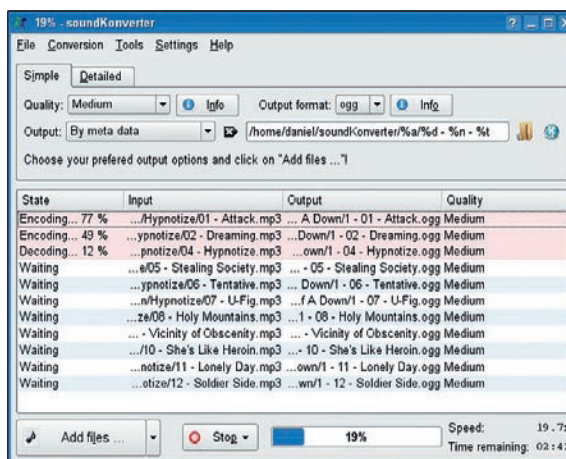 19% - soundKonverter
File Conversion Tools Settings Help
Simple Detailed
Quality: Medium Info Output format: ogg Info
Output: By meta data /home/daniel/soundKonverter/%a/%d - %n - %t
Choose your prefered output options and click on "Add files ..."!
State Input Output Quality
Encoding... 77 % .../Hypnotize/01 - Attack.mp3 ... A Down/1 - 01 - Attack.ogg Medium
Encoding... 49 % ...ypnotize/02 - Dreaming.mp3 ...Down/1 - 02 - Dreaming.ogg Medium
Decoding... 12 % ...pnotize/04 - Hypnotize.mp3 ...own/1 - 04 - Hypnotize.ogg Medium
Waiting ...e/05 - Stealing Society.mp3 ... - 05 - Stealing Society.ogg Medium
Waiting ...ypnotize/06 - Tentative.mp3 ... Down/1 - 06 - Tentative.ogg Medium
Waiting ...n/Hypnotize/07 - U-Fig.mp3 ...f A Down/1 - 07 - U-Fig.ogg Medium
Waiting ...ze/08 - Holy Mountains.mp3 ...1 - 08 - Holy Mountains.ogg Medium
Waiting ... - Vicinity of Obscenity.mp3 ... - Vicinity of Obscenity.ogg Medium
Waiting .../10 - She's Like Heroin.mp3 ...- 10 - She's Like Heroin.ogg Medium
Waiting ...notize/11 - Lonely Day.mp3 ...own/1 - 11 - Lonely Day.ogg Medium
Waiting ...otize/12 - Soldier Side.mp3 ...wn/1 - 12 - Soldier Side.ogg Medium
Add files ... Stop 19% Speed: 19.7
Time remaining: 02:4